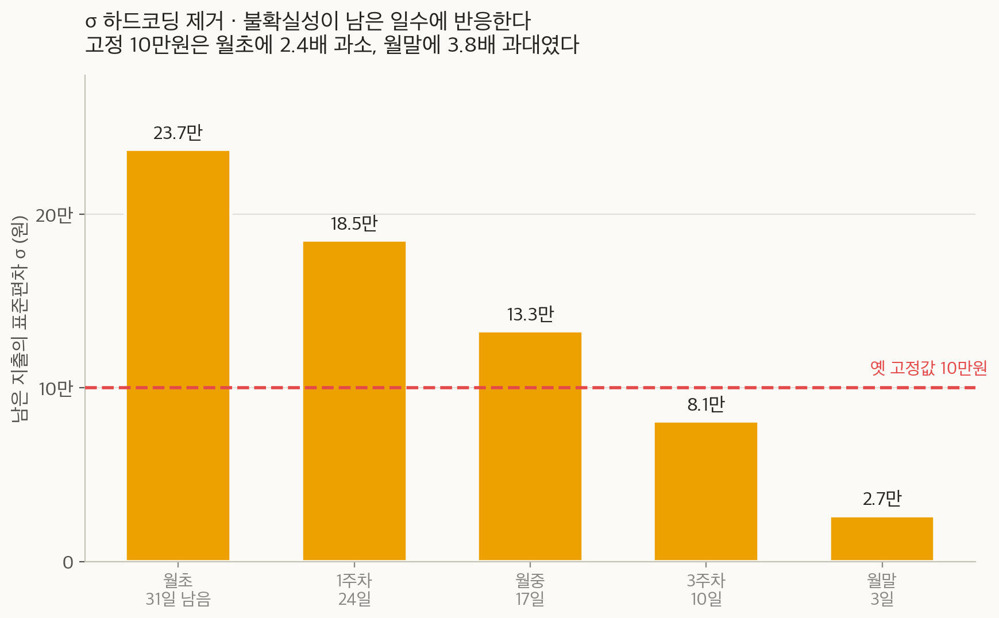 σ 하드코딩 제거 · 불확실성이 남은 일수에 반응한다
고정 10만원은 월초에 2.4배 과소, 월말에 3.8배 과대였다
남은 지출의 표준편차 σ (원)
20만
10만
0
23.7만
18.5만
13.3만
8.1만
2.7만
옛 고정값 10만원
월초
31일 남음
1주차
24일
월중
17일
3주차
10일
월말
3일